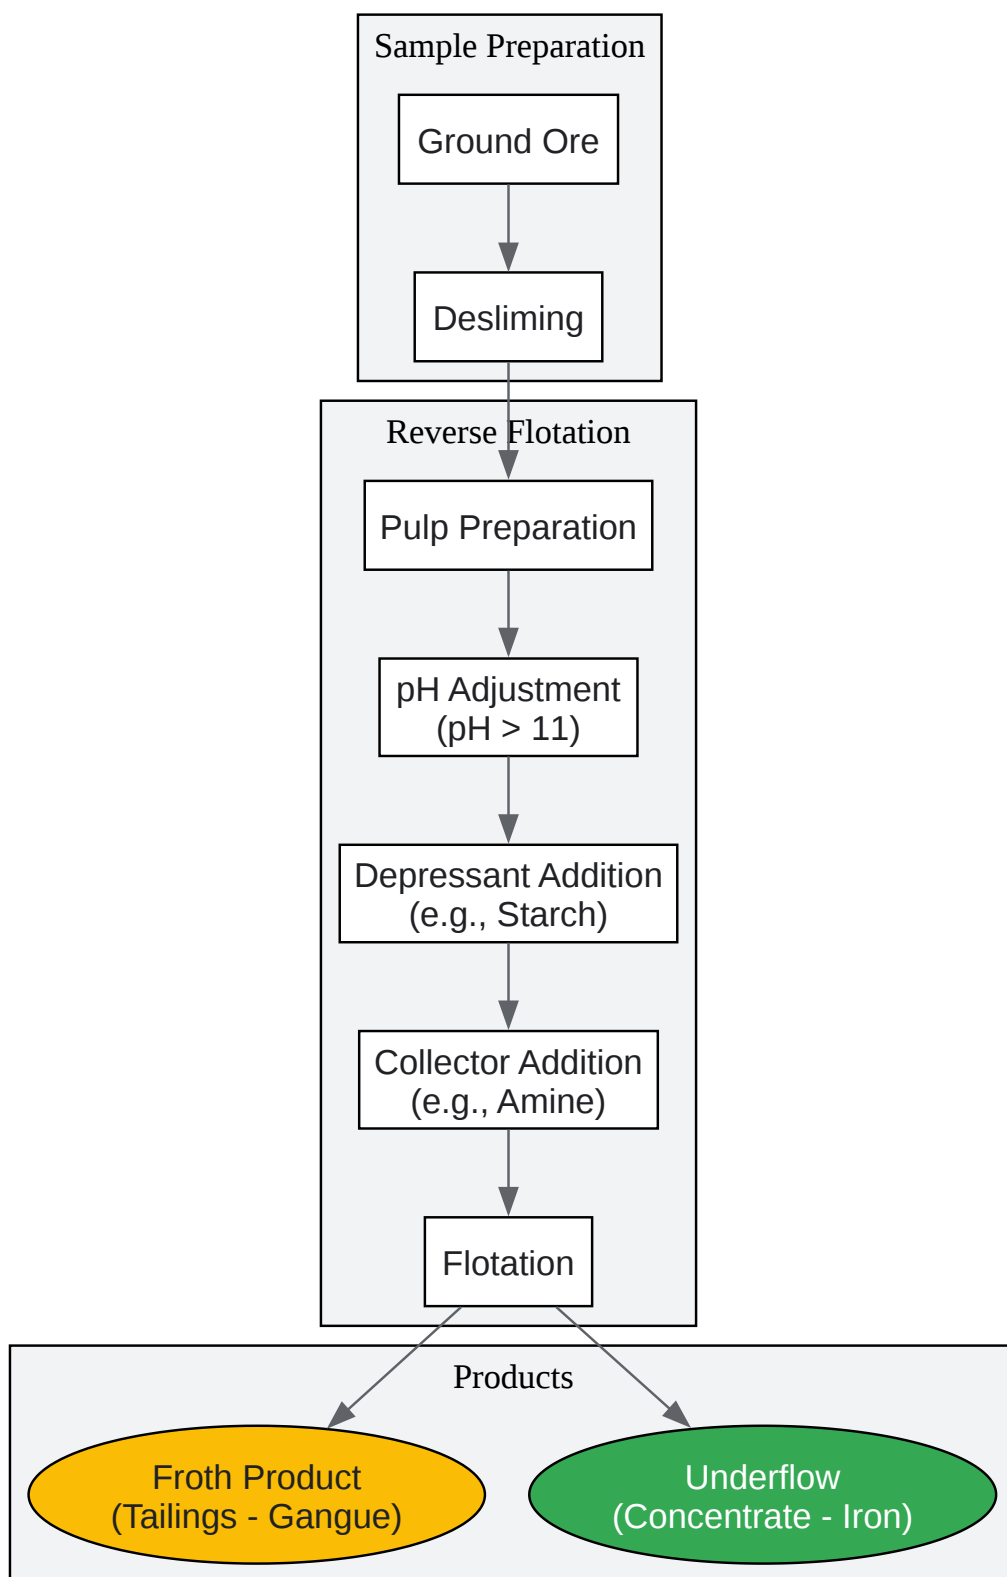 Sample Preparation
Ground Ore
Desliming
Reverse Flotation
Pulp Preparation
pH Adjustment
(pH > 11)
Depressant Addition
(e.g., Starch)
Collector Addition
(e.g., Amine)
Flotation
Products
Froth Product
(Tailings - Gangue)
Underflow
(Concentrate - Iron)